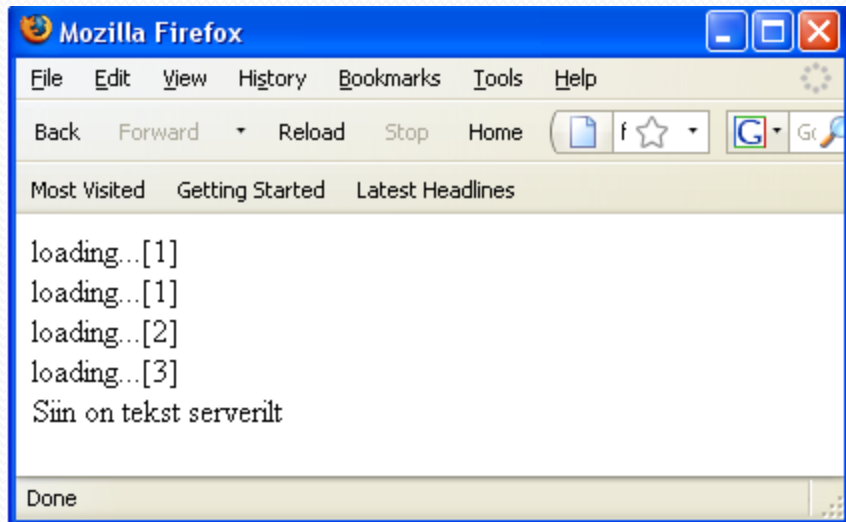 Mozilla Firefox
File Edit View History Bookmarks Tools Help
Back Forward Reload Stop Home f G
Most Visited Getting Started Latest Headlines
loading...[1]
loading...[1]
loading...[2]
loading...[3]
Siin on tekst serverilt
Done